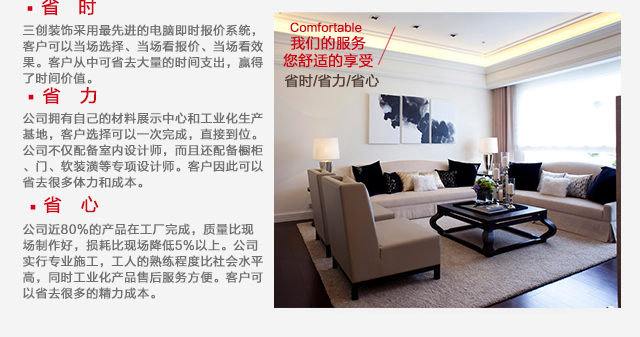 ▪ 省 时
三创装饰采用最先进的电脑即时报价系统，
客户可以当场选择、当场看报价、当场看效
果。客户从中可省去大量的时间支出，赢得
了时间价值。
▪ 省 力
公司拥有自己的材料展示中心和工业化生产
基地，客户选择可以一次完成，直接到位。
公司不仅配备室内设计师，而且还配备橱柜
、门、软装潢等专项设计师。客户因此可以
省去很多体力和成本。
▪ 省 心
公司近80%的产品在工厂完成，质量比现
场制作好，损耗比现场降低5%以上。公司
实行专业施工，工人的熟练程度比社会水平
高，同时工业化产品售后服务方便。客户可
以省去很多的精力成本。
Comfortable
我们的服务
您舒适的享受
省时/省力/省心